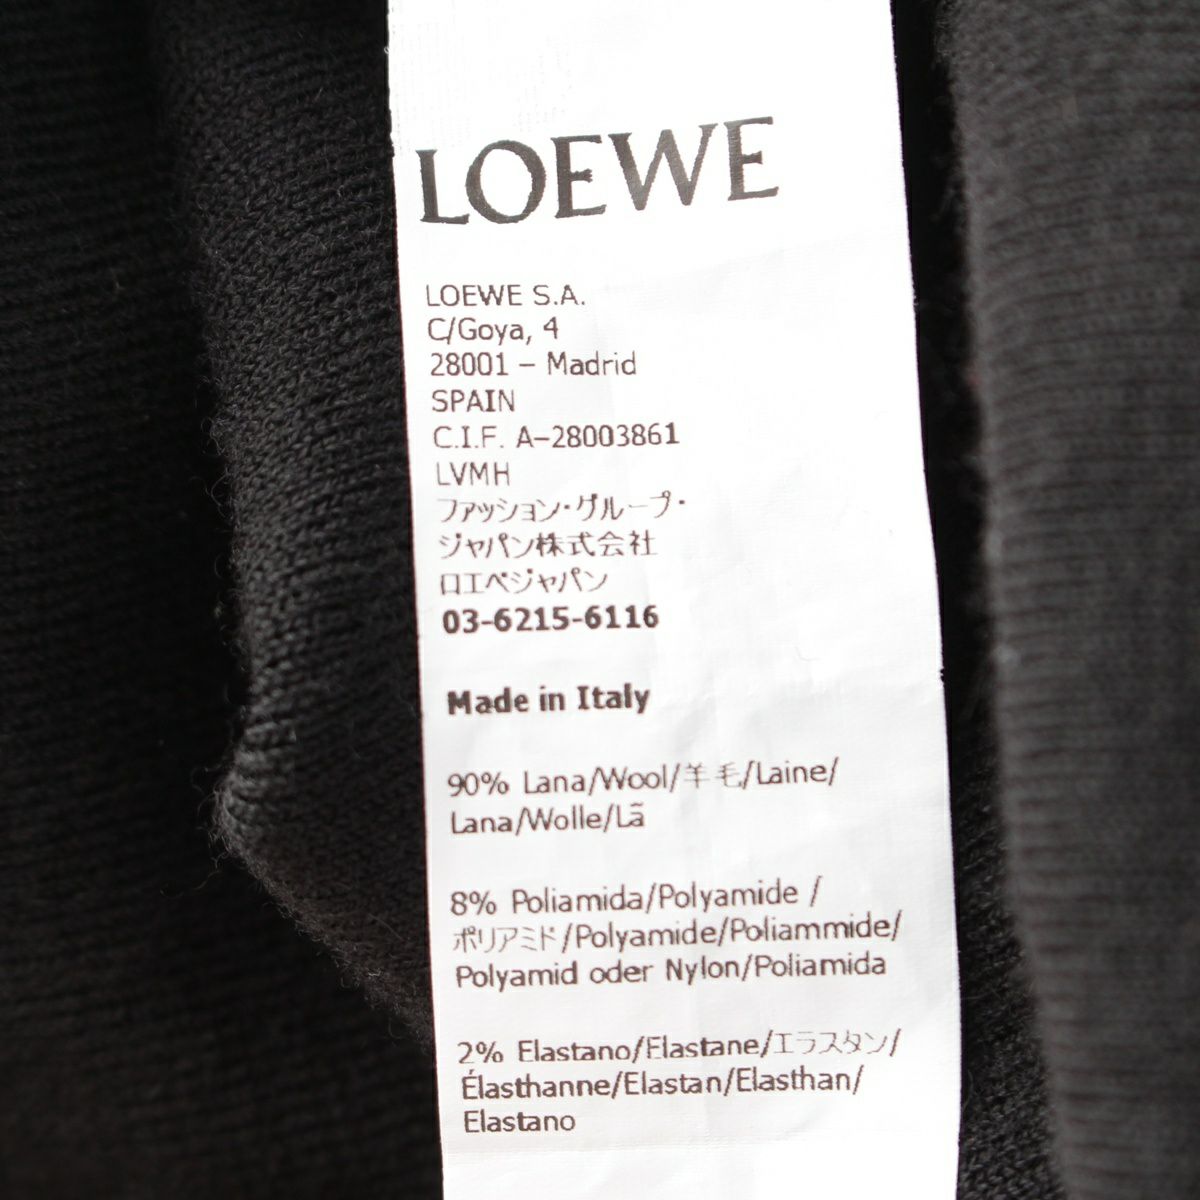 LOEWE
LOEWE S.A.
C/Goya, 4
28001 – Madrid
SPAIN
C.I.F. A-28003861
LVMH
ファッション・グループ・
ジャパン株式会社
ロエベジャパン
03-6215-6116
Made in Italy
90% Lana/Wool/羊毛/Laine/
Lana/Wolle/Lã
8% Poliamida/Polyamide /
ポリアミド/Polyamide/Poliammide/
Polyamid oder Nylon/Poliamida
2% Elastano/Elastane/エラスタン/
Élasthanne/Elastan/Elasthan/
Elastano